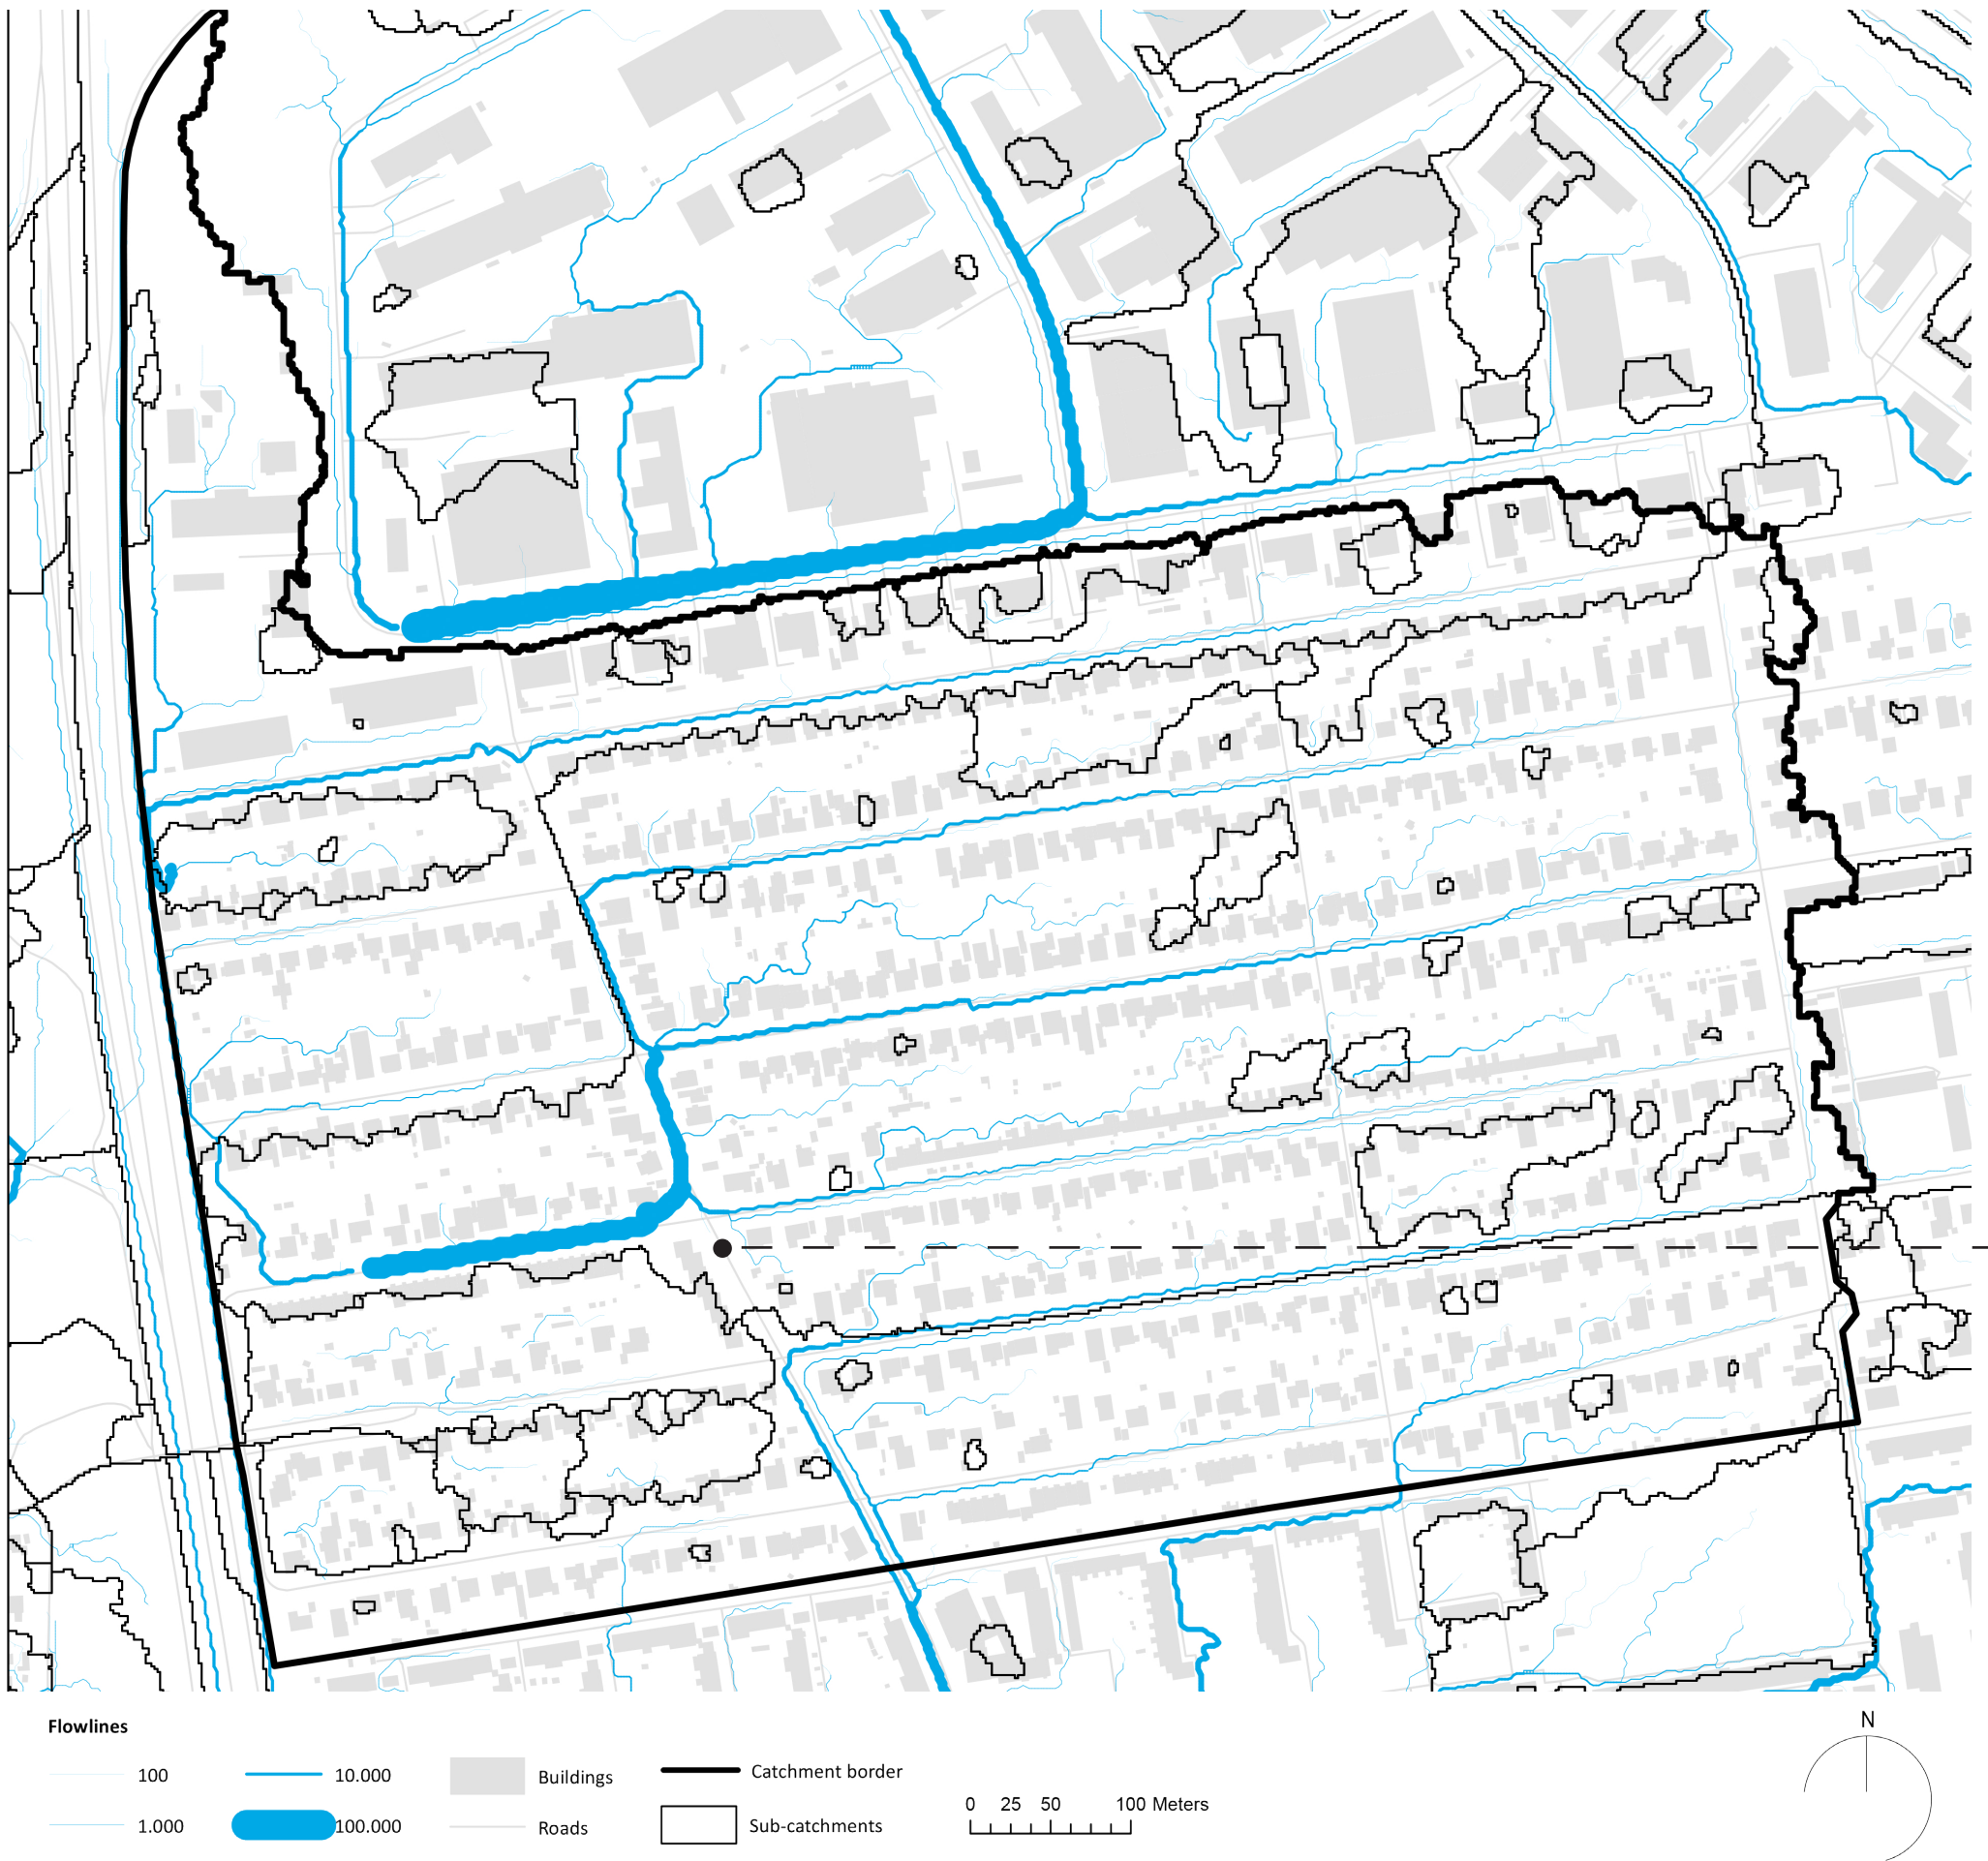 Flowlines
N
100
10.000
Buildings
Catchment border
1.000
100.000
Roads
Sub-catchments
0 25 50 100 Meters